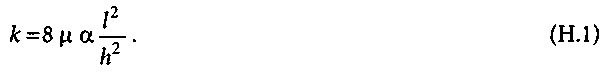 k = 8 μ α l²/h² . (H.1)